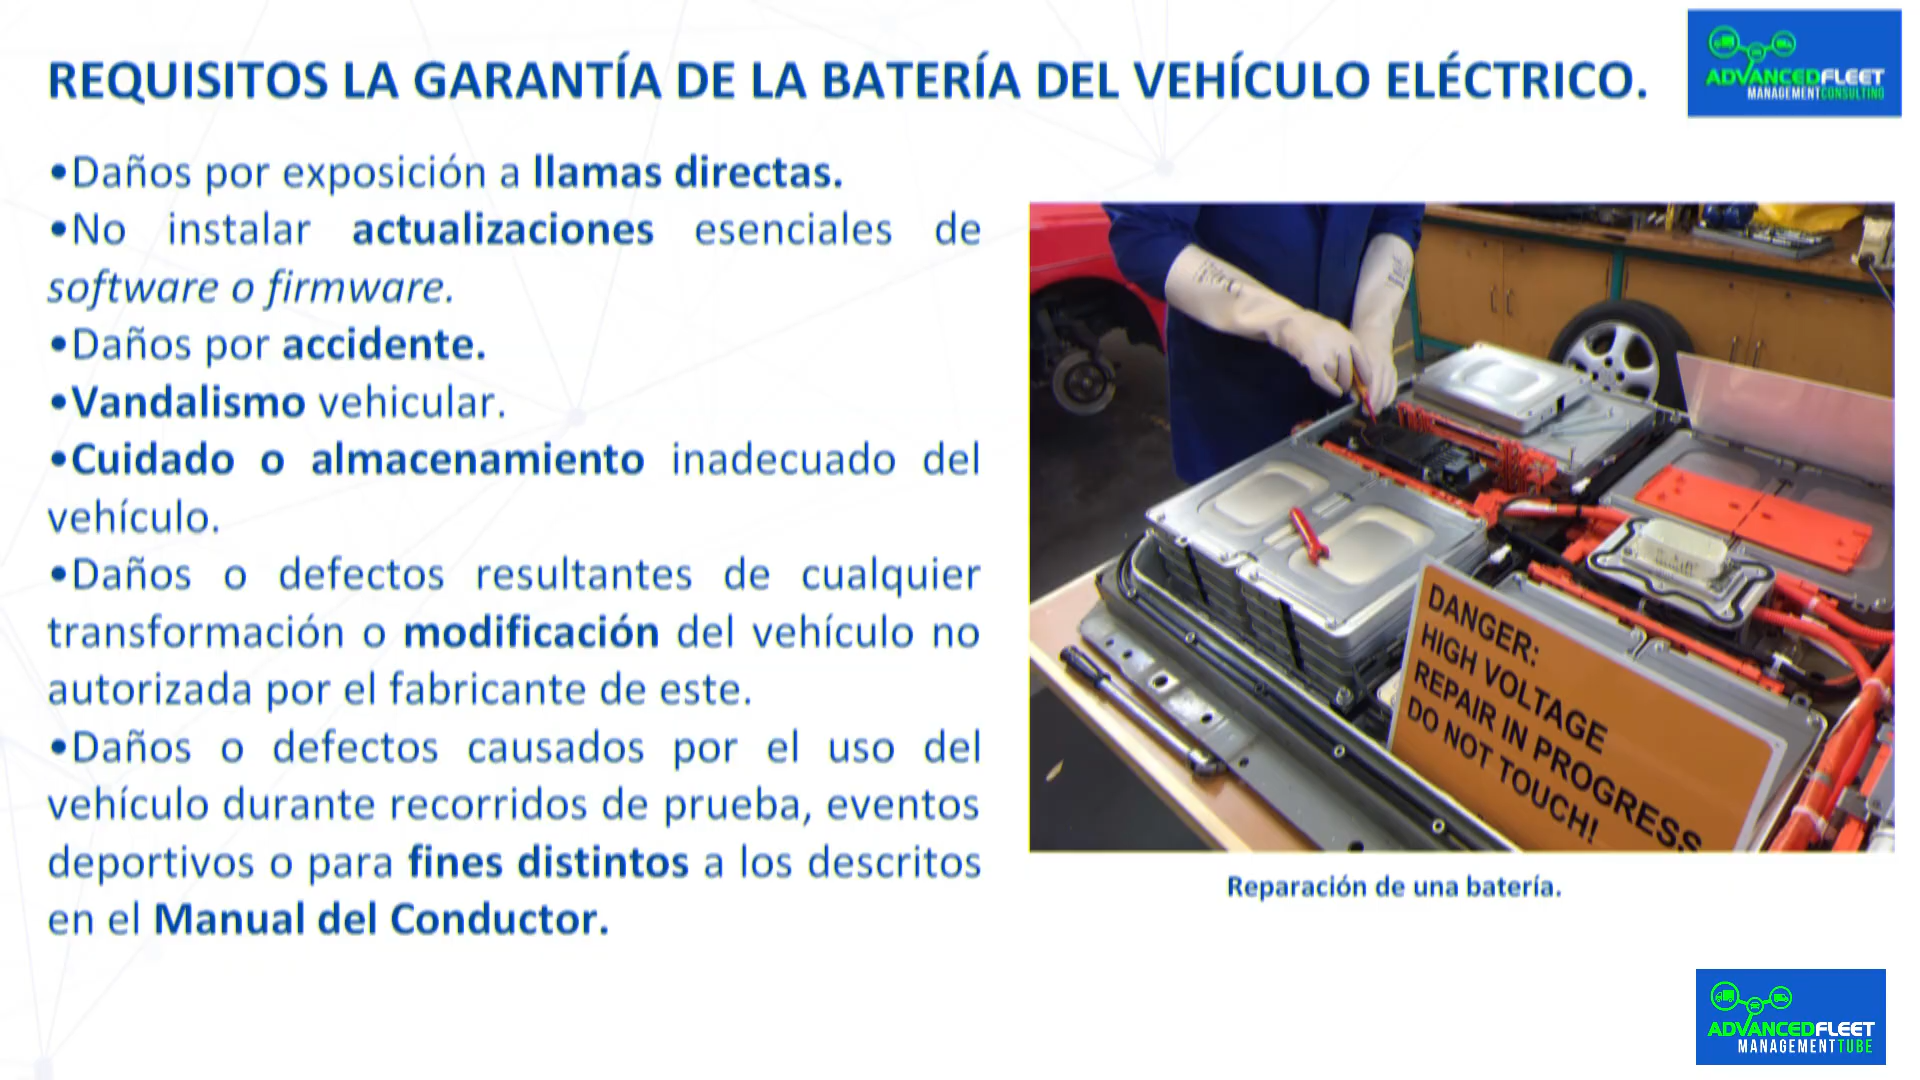 REQUISITOS LA GARANTÍA DE LA BATERÍA DEL VEHÍCULO ELÉCTRICO.
ADVANCEDFLEET
MANAGEMENTCONSULTING
•Daños por exposición a llamas directas.
•No instalar actualizaciones esenciales de
software o firmware.
•Daños por accidente.
•Vandalismo vehicular.
•Cuidado o almacenamiento inadecuado del
vehículo.
•Daños o defectos resultantes de cualquier
transformación o modificación del vehículo no
autorizada por el fabricante de este.
•Daños o defectos causados por el uso del
vehículo durante recorridos de prueba, eventos
deportivos o para fines distintos a los descritos
en el Manual del Conductor.
DANGER:
HIGH VOLTAGE
REPAIR IN PROGRESS
DO NOT TOUCH!
Reparación de una batería.
ADVANCEDFLEET
MANAGEMENTTUBE